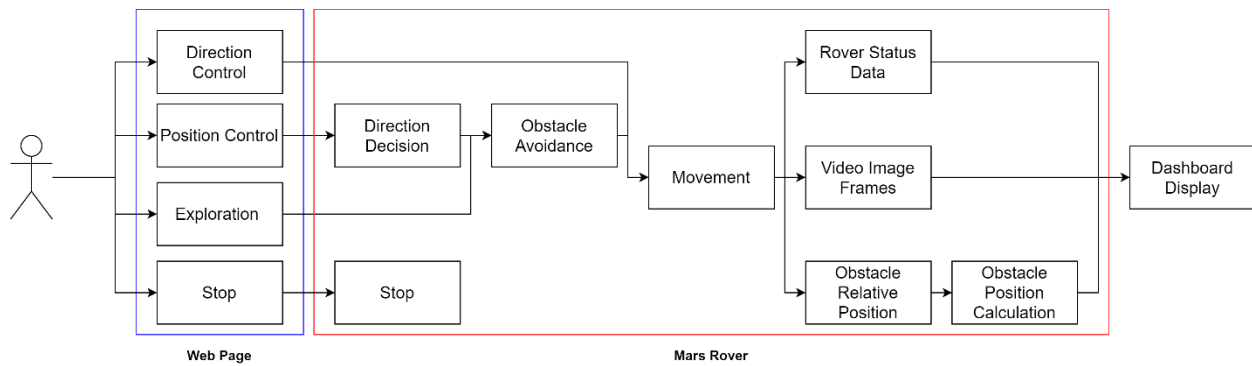 Direction
Control
Position Control
Exploration
Stop
Web Page
Direction
Decision
Obstacle
Avoidance
Stop
Movement
Rover Status
Data
Video Image
Frames
Obstacle
Relative
Position
Obstacle
Position
Calculation
Mars Rover
Dashboard
Display